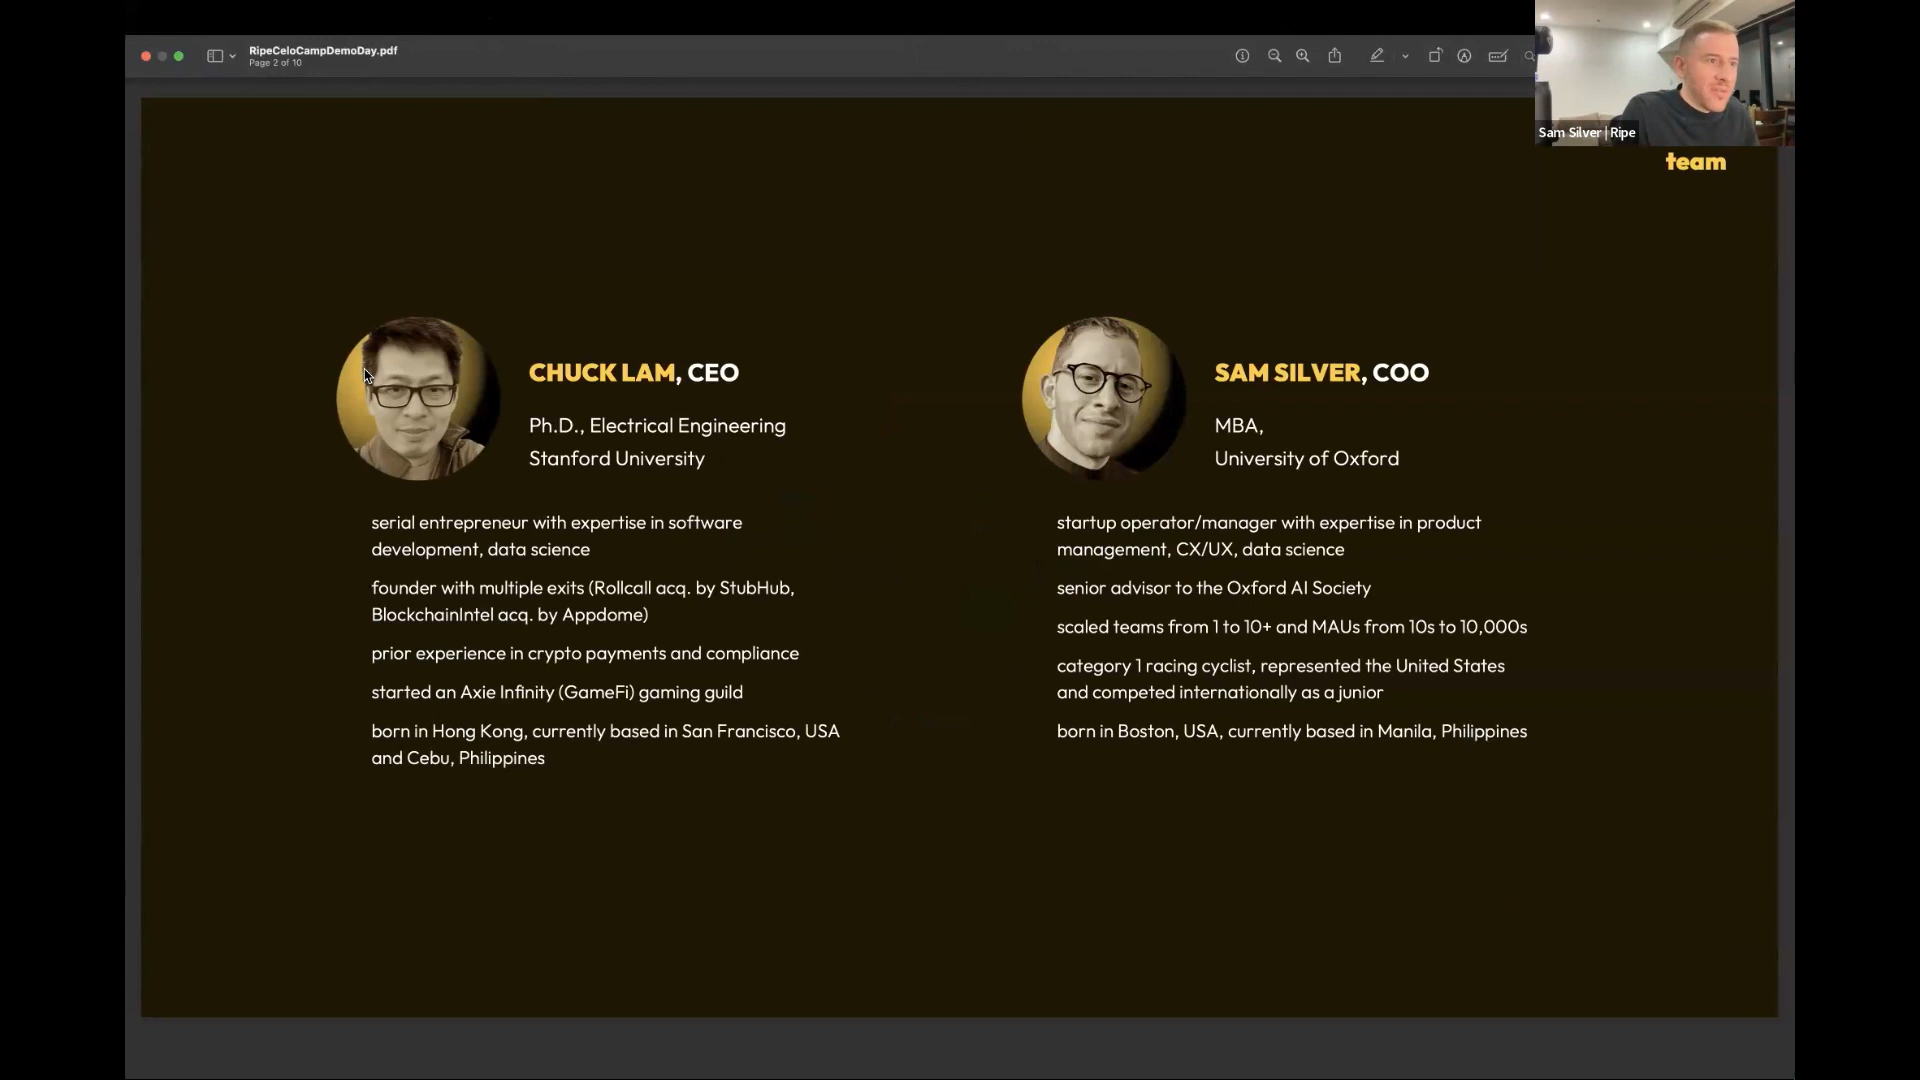 RipeCeloCampDemoDay.pdf
Page 2 of 10
Sam Silver | Ripe
team
CHUCK LAM, CEO
Ph.D., Electrical Engineering
Stanford University
serial entrepreneur with expertise in software
development, data science
founder with multiple exits (Rollcall acq. by StubHub,
BlockchainIntel acq. by Appdome)
prior experience in crypto payments and compliance
started an Axie Infinity (GameFi) gaming guild
born in Hong Kong, currently based in San Francisco, USA
and Cebu, Philippines
SAM SILVER, COO
MBA,
University of Oxford
startup operator/manager with expertise in product
management, CX/UX, data science
senior advisor to the Oxford AI Society
scaled teams from 1 to 10+ and MAUs from 10s to 10,000s
category 1 racing cyclist, represented the United States
and competed internationally as a junior
born in Boston, USA, currently based in Manila, Philippines